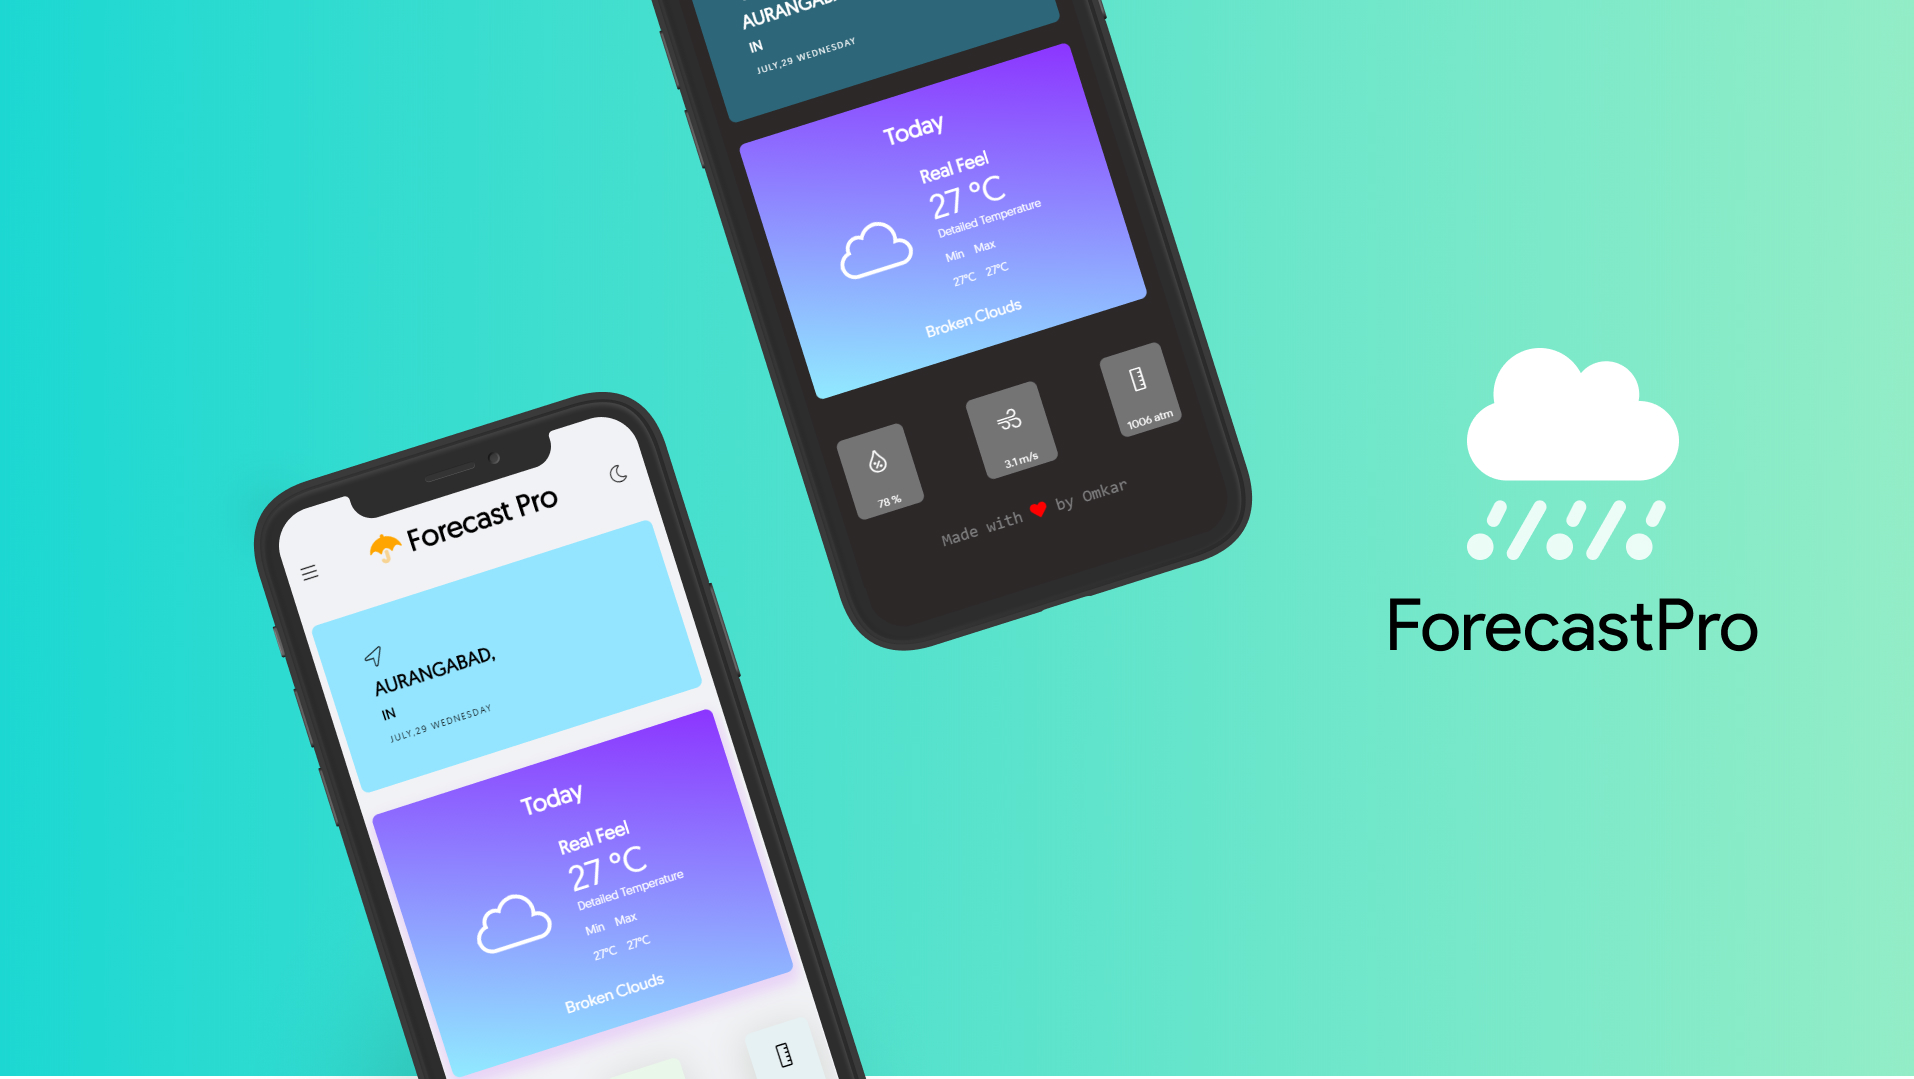 AURANGABAD,
IN
JULY,29 WEDNESDAY
Today
Real Feel
27 °C
Detailed Temperature
Min Max
27°C 27°C
Broken Clouds
78 %
3.1 m/s
1006 atm
Made with ❤ by Omkar
Forecast Pro
AURANGABAD,
IN
JULY,29 WEDNESDAY
Today
Real Feel
27 °C
Detailed Temperature
Min Max
27°C 27°C
Broken Clouds
ForecastPro